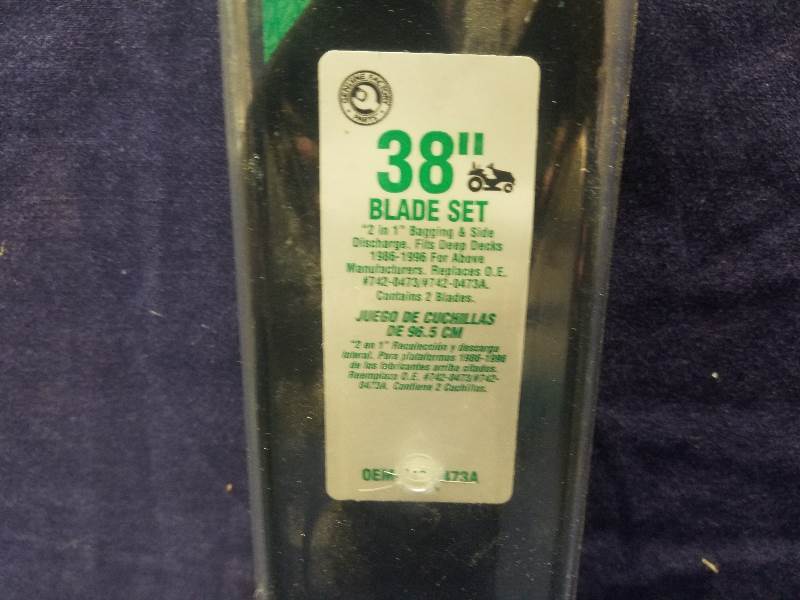 GENUINE FACTORY PARTS
38"
BLADE SET
"2 in 1" Bagging & Side
Discharge. Fits Deep Decks
1986-1996 For Above
Manufacturers. Replaces O.E.
#742-0473/#742-0473A.
Contains 2 Blades.
JUEGO DE CUCHILLAS
DE 96.5 CM
"2 en 1" Recolección y descarga
lateral. Para plataformas 1986-1996
de los fabricantes arriba citados.
Reemplaza O.E. #742-0473/#742-
0473A. Contiene 2 Cuchillas.
OEM 473A